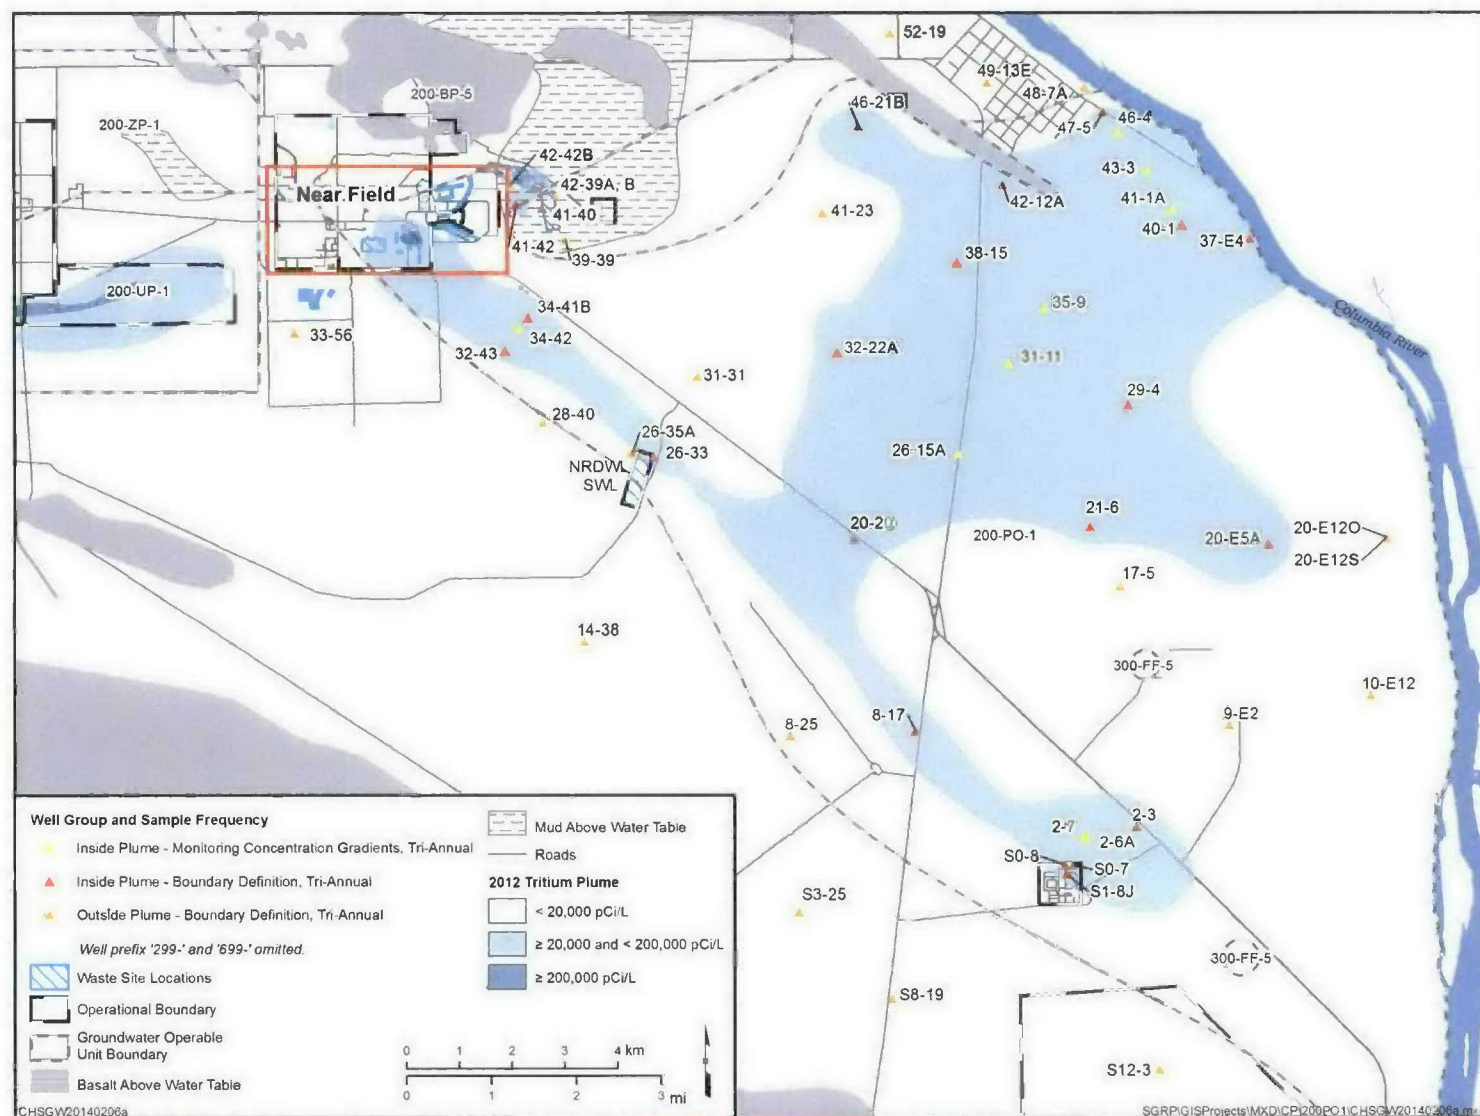 52-19
49-13E
48-7A
200-BP-5
46-21B
46-4
47-5
200-ZP-1
42-42B
43-3
Near Field
42-39A, B
42-12A
41-1A
41-40
41-23
40-1
37-E4
41-42
38-15
39-39
200-UP-1
35-9
Columbia River
34-41B
33-56
34-42
32-43
32-22A
31-11
31-31
29-4
28-40
26-35A
26-15A
26-33
NRDWL
SWL
21-6
20-20
200-PO-1
20-E5A
20-E12O
20-E12S
17-5
14-38
300-FF-5
10-E12
8-17
9-E2
8-25
2-3
2-7
2-6A
S0-8
S0-7
S1-8J
S3-25
300-FF-5
S8-19
S12-3
Well Group and Sample Frequency
Inside Plume - Monitoring Concentration Gradients, Tri-Annual
Inside Plume - Boundary Definition, Tri-Annual
Outside Plume - Boundary Definition, Tri-Annual
Well prefix '299-' and '699-' omitted.
Waste Site Locations
Operational Boundary
Groundwater Operable
Unit Boundary
Basalt Above Water Table
Mud Above Water Table
Roads
2012 Tritium Plume
< 20,000 pCi/L
≥ 20,000 and < 200,000 pCi/L
≥ 200,000 pCi/L
0 1 2 3 4 km
0 1 2 3 mi
CHSGW20140206a